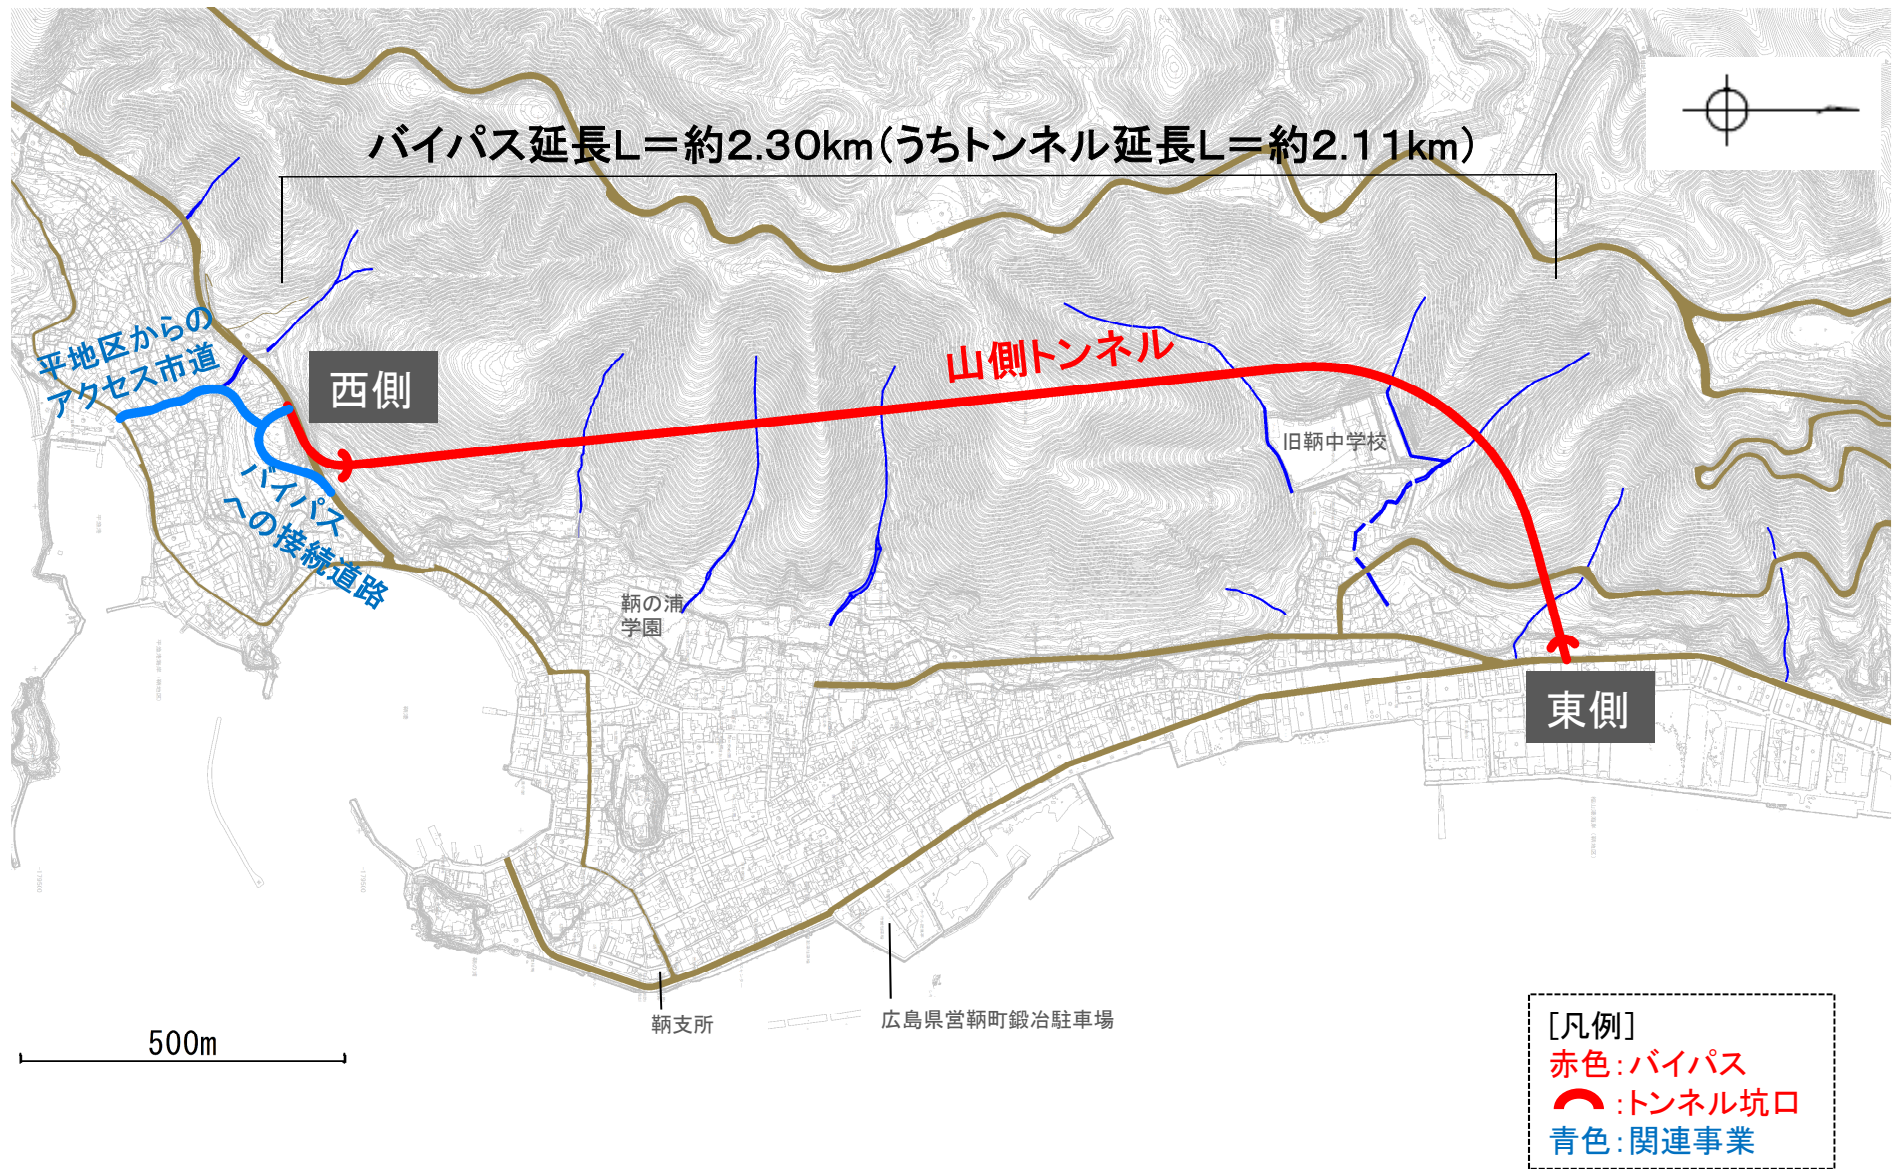 バイパス延長L＝約2.30km（うちトンネル延長L＝約2.11km）
平地区からの
アクセス市道
西側
山側トンネル
旧鞆中学校
バイパス
への接続道路
鞆の浦
学園
東側
鞆支所
広島県営鞆町鍛冶駐車場
500m
[凡例]
赤色：バイパス
：トンネル坑口
青色：関連事業